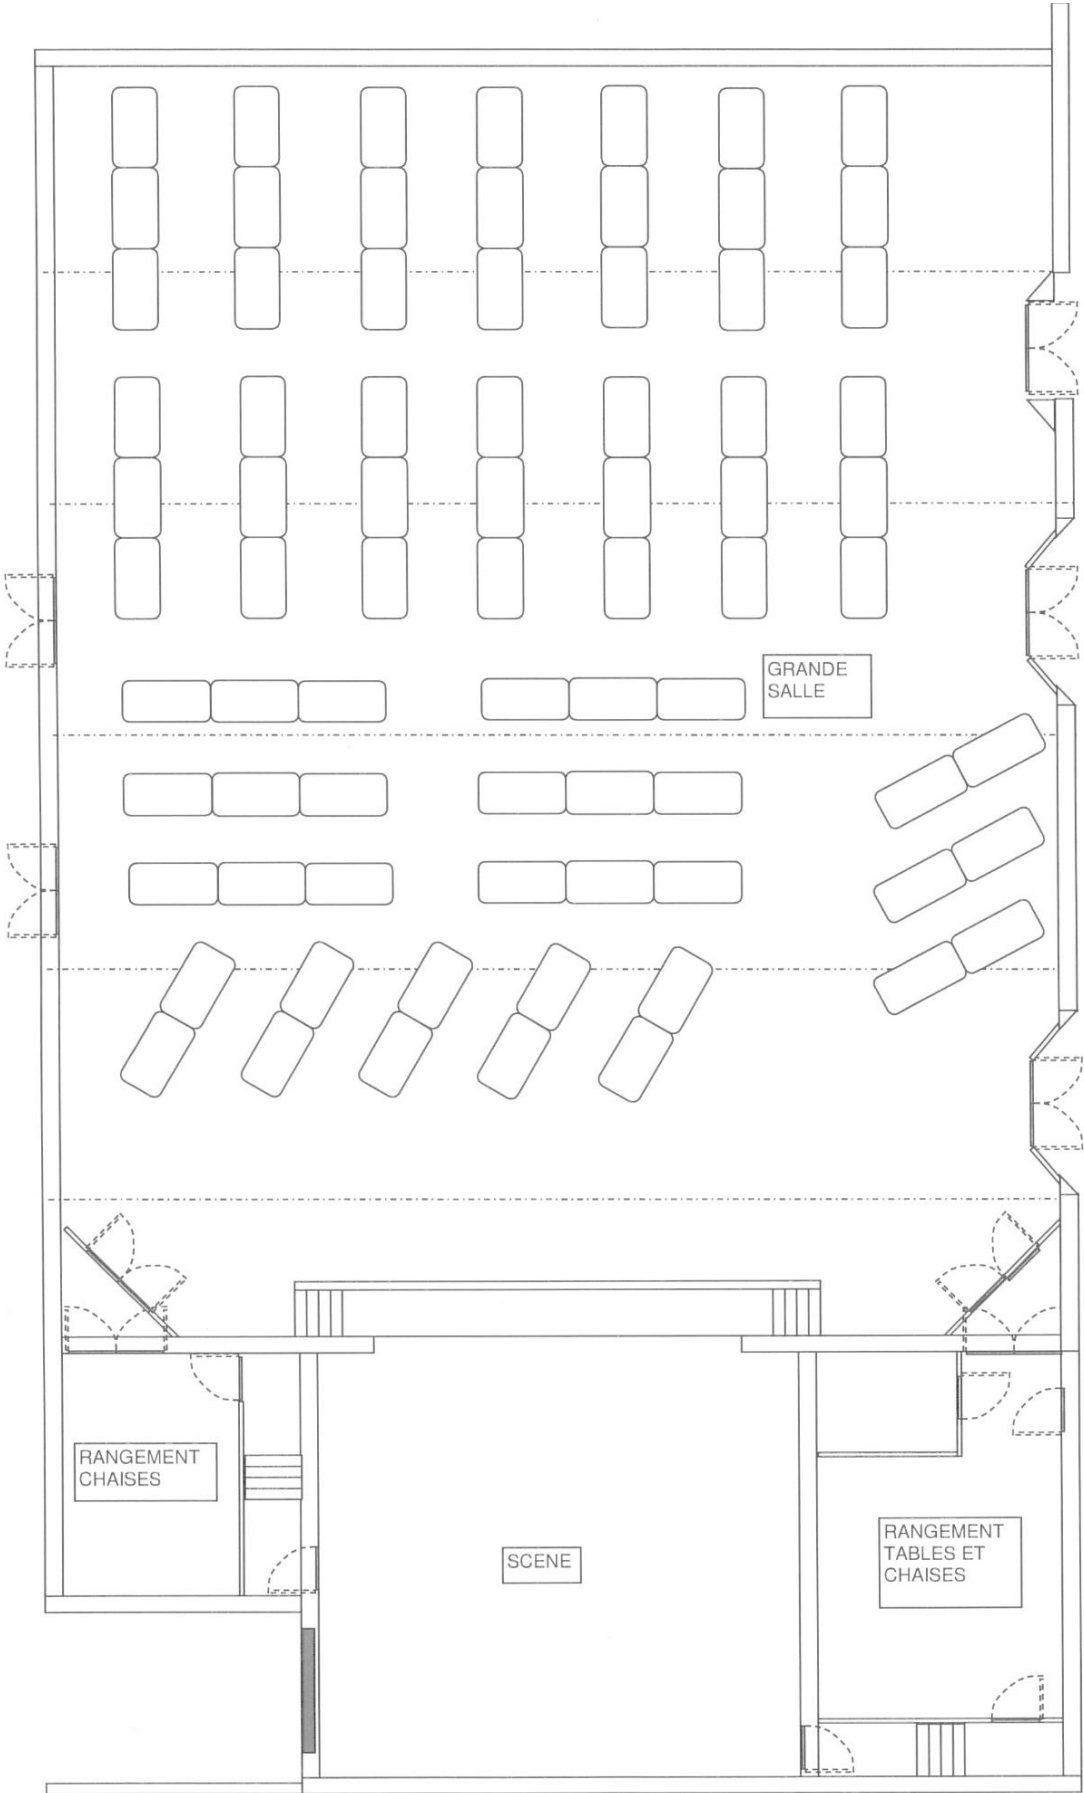 GRANDE
SALLE
RANGEMENT
CHAISES
SCENE
RANGEMENT
TABLES ET
CHAISES